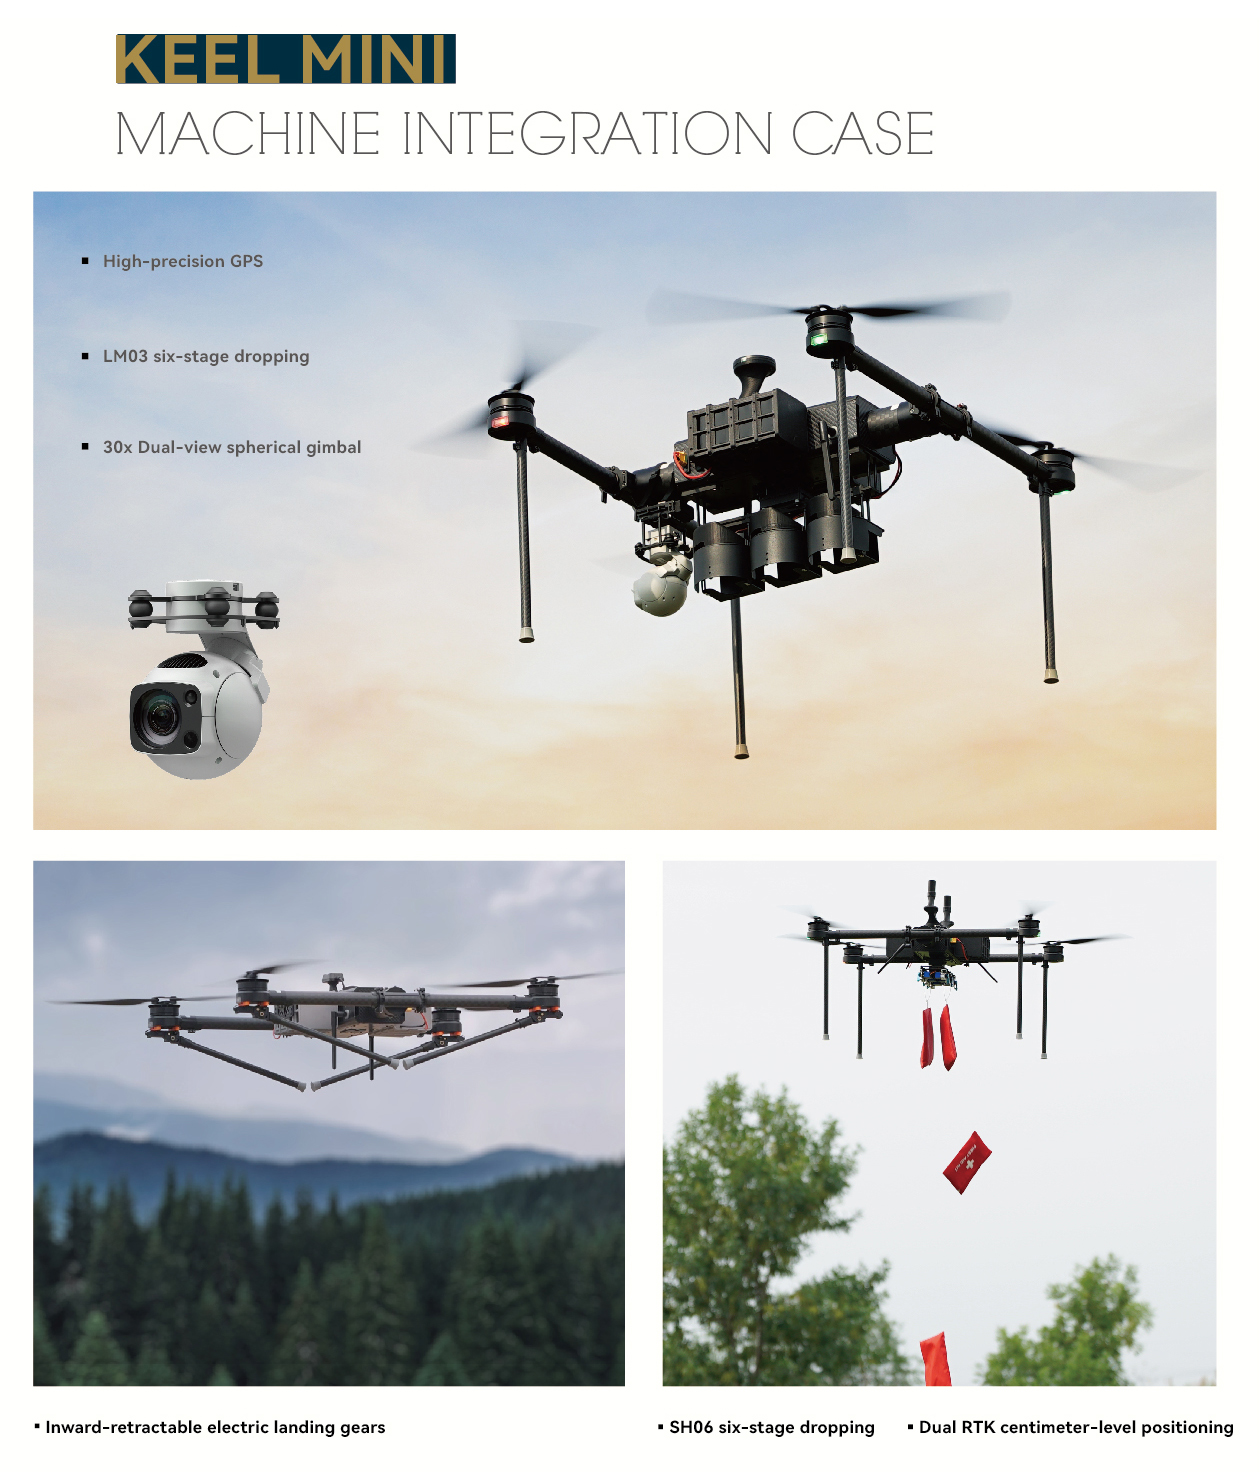 KEEL MINI
MACHINE INTEGRATION CASE
▪ High-precision GPS
▪ LM03 six-stage dropping
▪ 30x Dual-view spherical gimbal
▪ Inward-retractable electric landing gears
▪ SH06 six-stage dropping
▪ Dual RTK centimeter-level positioning